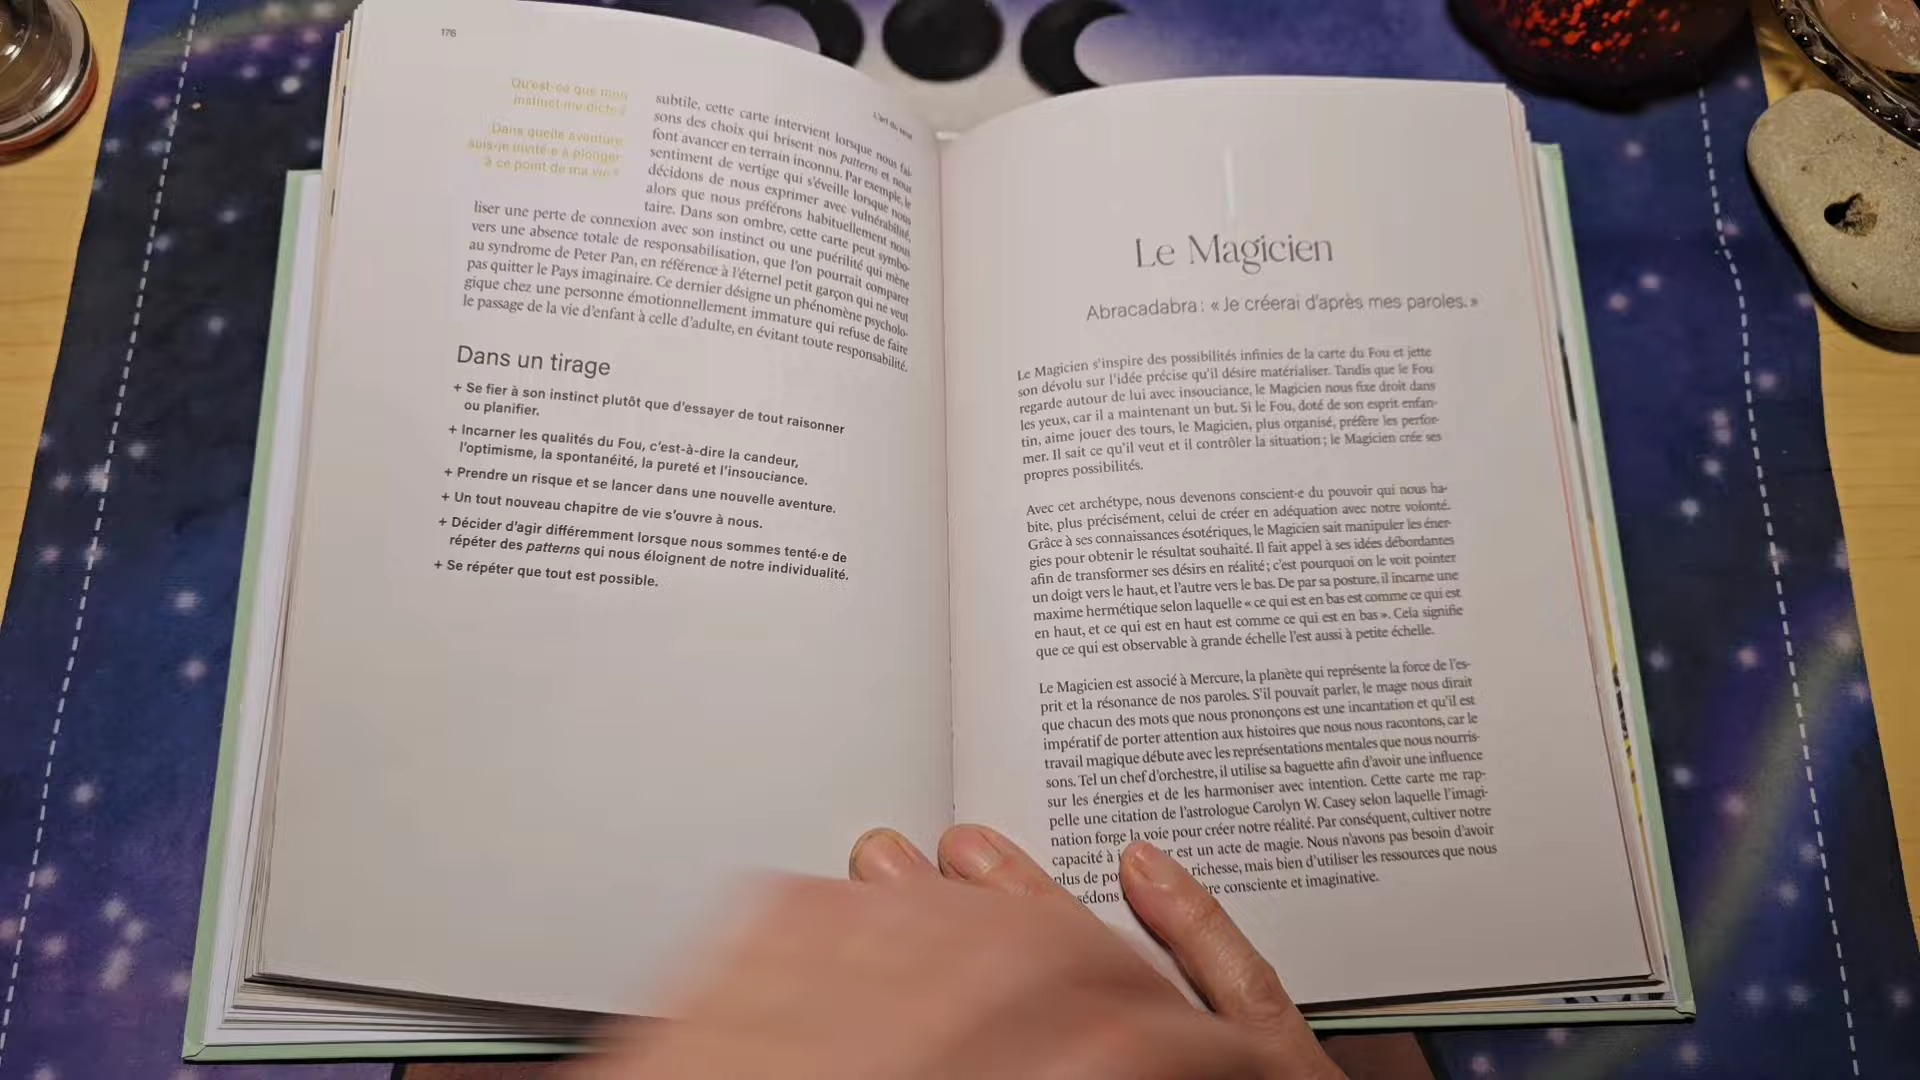 176
L'art du tarot
Qu'est-ce que mon
instinct me dicte ?
Dans quelle aventure
suis-je invité·e à plonger
à ce point de ma vie ?
subtile, cette carte intervient lorsque nous fai-
sons des choix qui brisent nos patterns et nous
font avancer en terrain inconnu. Par exemple, le
sentiment de vertige qui s'éveille lorsque nous
décidons de nous exprimer avec vulnérabilité,
alors que nous préférons habituellement nous
taire. Dans son ombre, cette carte peut symbo-
liser une perte de connexion avec son instinct ou une puérilité qui mène
vers une absence totale de responsabilisation, que l'on pourrait comparer
au syndrome de Peter Pan, en référence à l'éternel petit garçon qui ne veut
pas quitter le Pays imaginaire. Ce dernier désigne un phénomène psycholo-
gique chez une personne émotionnellement immature qui refuse de faire
le passage de la vie d'enfant à celle d'adulte, en évitant toute responsabilité.
Dans un tirage
+ Se fier à son instinct plutôt que d'essayer de tout raisonner
ou planifier.
+ Incarner les qualités du Fou, c'est-à-dire la candeur,
l'optimisme, la spontanéité, la pureté et l'insouciance.
+ Prendre un risque et se lancer dans une nouvelle aventure.
+ Un tout nouveau chapitre de vie s'ouvre à nous.
+ Décider d'agir différemment lorsque nous sommes tenté·e de
répéter des patterns qui nous éloignent de notre individualité.
+ Se répéter que tout est possible.
Le Magicien
Abracadabra : « Je créerai d'après mes paroles. »
Le Magicien s'inspire des possibilités infinies de la carte du Fou et jette
son dévolu sur l'idée précise qu'il désire matérialiser. Tandis que le Fou
regarde autour de lui avec insouciance, le Magicien nous fixe droit dans
les yeux, car il a maintenant un but. Si le Fou, doté de son esprit enfan-
tin, aime jouer des tours, le Magicien, plus organisé, préfère les perfor-
mer. Il sait ce qu'il veut et il contrôler la situation ; le Magicien crée ses
propres possibilités.
Avec cet archétype, nous devenons conscient·e du pouvoir qui nous ha-
bite, plus précisément, celui de créer en adéquation avec notre volonté.
Grâce à ses connaissances ésotériques, le Magicien sait manipuler les éner-
gies pour obtenir le résultat souhaité. Il fait appel à ses idées débordantes
afin de transformer ses désirs en réalité ; c'est pourquoi on le voit pointer
un doigt vers le haut, et l'autre vers le bas. De par sa posture, il incarne une
maxime hermétique selon laquelle « ce qui est en bas est comme ce qui est
en haut, et ce qui est en haut est comme ce qui est en bas ». Cela signifie
que ce qui est observable à grande échelle l'est aussi à petite échelle.
Le Magicien est associé à Mercure, la planète qui représente la force de l'es-
prit et la résonance de nos paroles. S'il pouvait parler, le mage nous dirait
que chacun des mots que nous prononçons est une incantation et qu'il est
impératif de porter attention aux histoires que nous nous racontons, car le
travail magique débute avec les représentations mentales que nous nourris-
sons. Tel un chef d'orchestre, il utilise sa baguette afin d'avoir une influence
sur les énergies et de les harmoniser avec intention. Cette carte me rap-
pelle une citation de l'astrologue Carolyn W. Casey selon laquelle l'imagi-
nation forge la voie pour créer notre réalité. Par conséquent, cultiver notre
capacité à est un acte de magie. Nous n'avons pas besoin d'avoir
plus de richesse, mais bien d'utiliser les ressources que nous
consciente et imaginative.